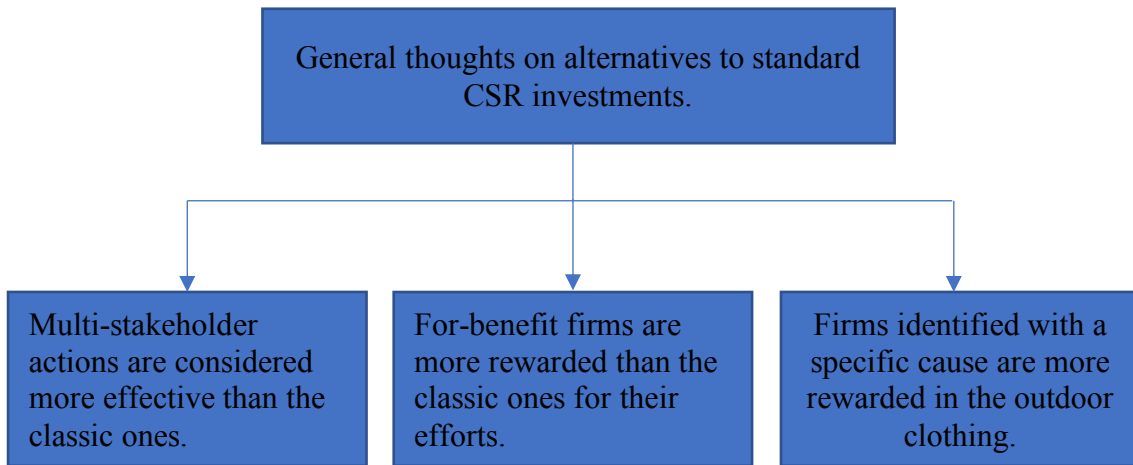 General thoughts on alternatives to standard
CSR investments.
Multi-stakeholder
actions are considered
more effective than the
classic ones.
For-benefit firms are
more rewarded than the
classic ones for their
efforts.
Firms identified with a
specific cause are more
rewarded in the outdoor
clothing.